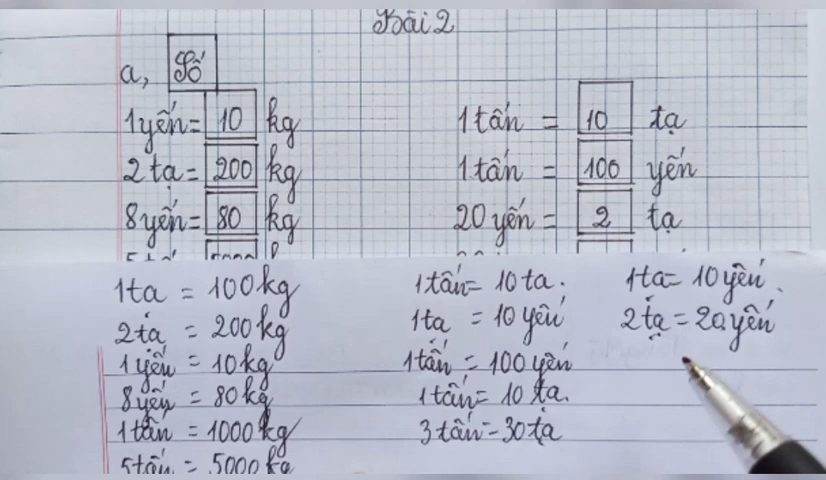 Bài 2
a, Số
1 yến = 10 kg
1 tấn = 10 tạ
2 tạ = 200 kg
1 tấn = 100 yến
8 yến = 80 kg
20 yến = 2 tạ
1 tạ = 100 kg
1 tấn = 10 tạ.
1 tạ = 10 yến.
2 tạ = 200 kg
1 tạ = 10 yến
2 tạ = 20 yến
1 yến = 10 kg
1 tấn = 100 yến
8 yến = 80 kg
1 tấn = 10 tạ.
1 tấn = 1000 kg
3 tấn = 30 tạ
5 tấn = 5000 kg